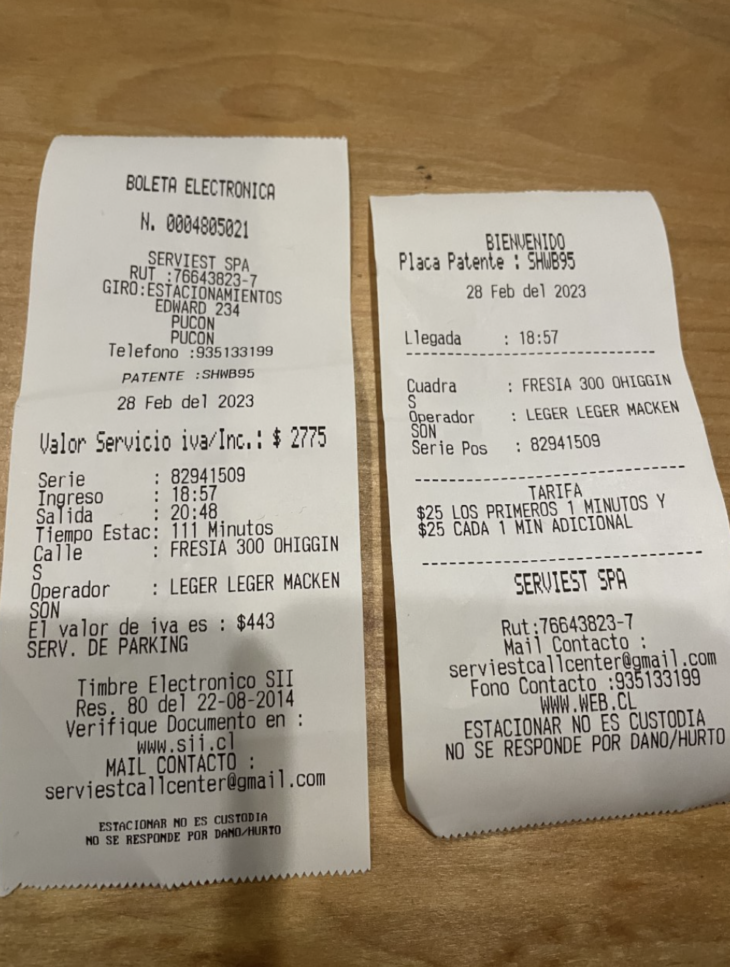 BOLETA ELECTRONICA
N. 0004805021
SERVIEST SPA
RUT :76643823-7
GIRO:ESTACIONAMIENTOS
EDWARD 234
PUCON
PUCON
Telefono :935133199
PATENTE :SHWB95
28 Feb del 2023
Valor Servicio iva/Inc.: $ 2775
Serie : 82941509
Ingreso : 18:57
Salida : 20:48
Tiempo Estac: 111 Minutos
Calle : FRESIA 300 OHIGGIN
S
Operador : LEGER LEGER MACKEN
SON
El valor de iva es : $443
SERV. DE PARKING
Timbre Electronico SII
Res. 80 del 22-08-2014
Verifique Documento en :
www.sii.cl
MAIL CONTACTO :
serviestcallcenter@gmail.com
ESTACIONAR NO ES CUSTODIA
NO SE RESPONDE POR DANO/HURTO
BIENVENIDO
Placa Patente : SHWB95
28 Feb del 2023
Llegada : 18:57
Cuadra : FRESIA 300 OHIGGIN
S
Operador : LEGER LEGER MACKEN
SON
Serie Pos : 82941509
TARIFA
$25 LOS PRIMEROS 1 MINUTOS Y
$25 CADA 1 MIN ADICIONAL
SERVIEST SPA
Rut:76643823-7
Mail Contacto :
serviestcallcenter@gmail.com
Fono Contacto :935133199
WWW.WEB.CL
ESTACIONAR NO ES CUSTODIA
NO SE RESPONDE POR DANO/HURTO